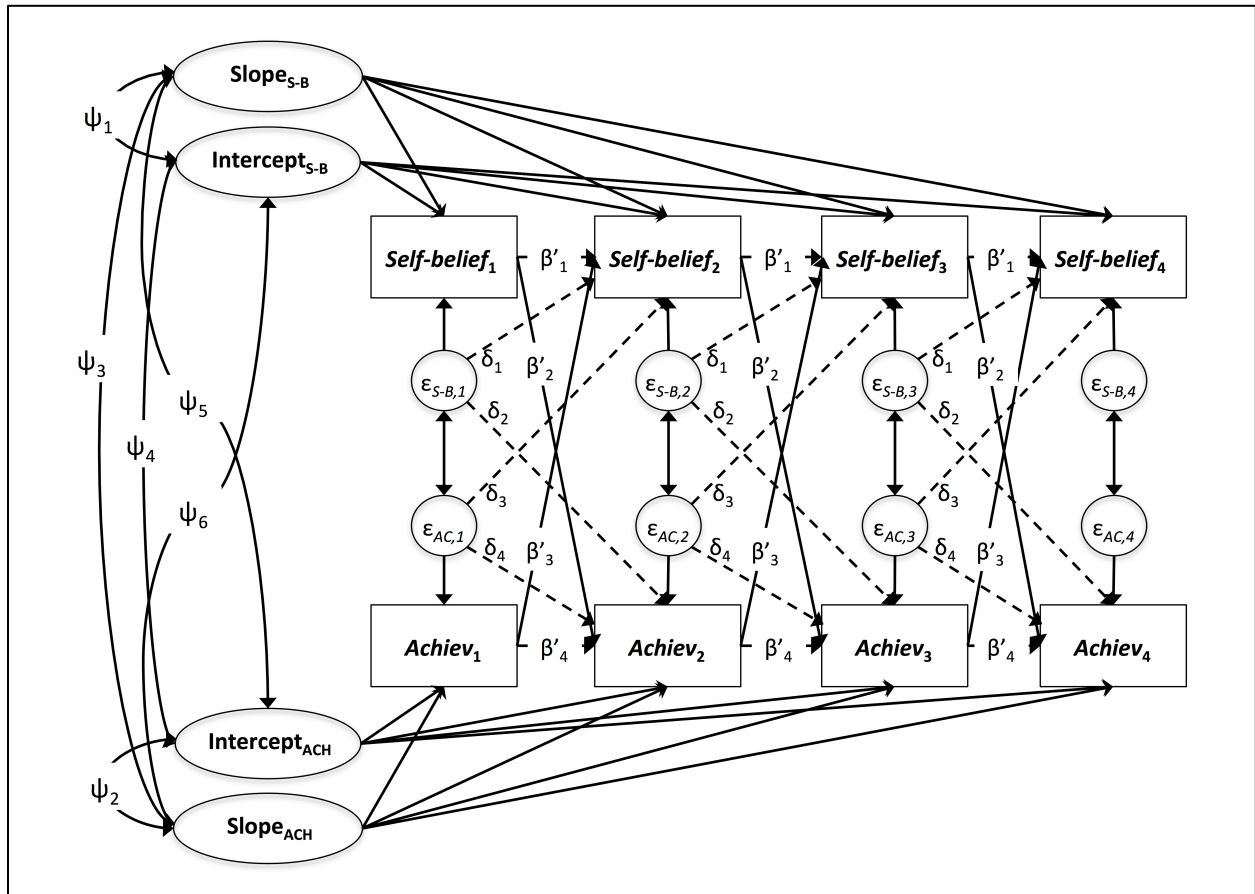 Slope S-B
ψ1
Intercept S-B
Self-belief1 β'1 Self-belief2 β'1 Self-belief3 β'1 Self-belief4
ψ3
ψ5
ψ4
ψ6
εS-B,1 δ1 β'2 εS-B,2 δ1 β'2 εS-B,3 δ1 β'2 εS-B,4
δ2 δ2 δ2
δ3 δ3 δ3
εAC,1 δ4 β'3 εAC,2 δ4 β'3 εAC,3 δ4 β'3 εAC,4
Achiev1 β'4 Achiev2 β'4 Achiev3 β'4 Achiev4
Intercept ACH
ψ2
Slope ACH